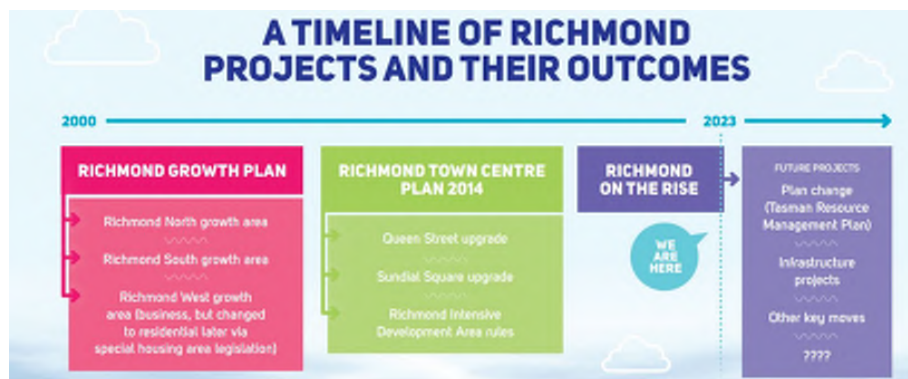 A TIMELINE OF RICHMOND
PROJECTS AND THEIR OUTCOMES
2000
2023
RICHMOND GROWTH PLAN
Richmond North growth area
Richmond South growth area
Richmond West growth
area (business, but changed
to residential later via
special housing area legislation)
RICHMOND TOWN CENTRE
PLAN 2014
Queen Street upgrade
Sundial Square upgrade
Richmond Intensive
Development Area rules
RICHMOND
ON THE RISE
WE
ARE
HERE
FUTURE PROJECTS
Plan change
(Tasman Resource
Management Plan)
Infrastructure
projects
Other key moves
????